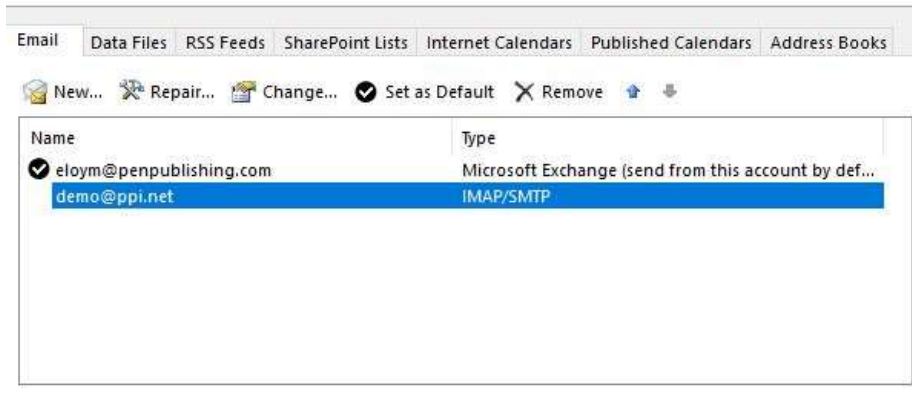 Email Data Files RSS Feeds SharePoint Lists Internet Calendars Published Calendars Address Books
New... Repair... Change... Set as Default Remove
Name Type
eloym@penpublishing.com Microsoft Exchange (send from this account by def...
demo@ppi.net IMAP/SMTP